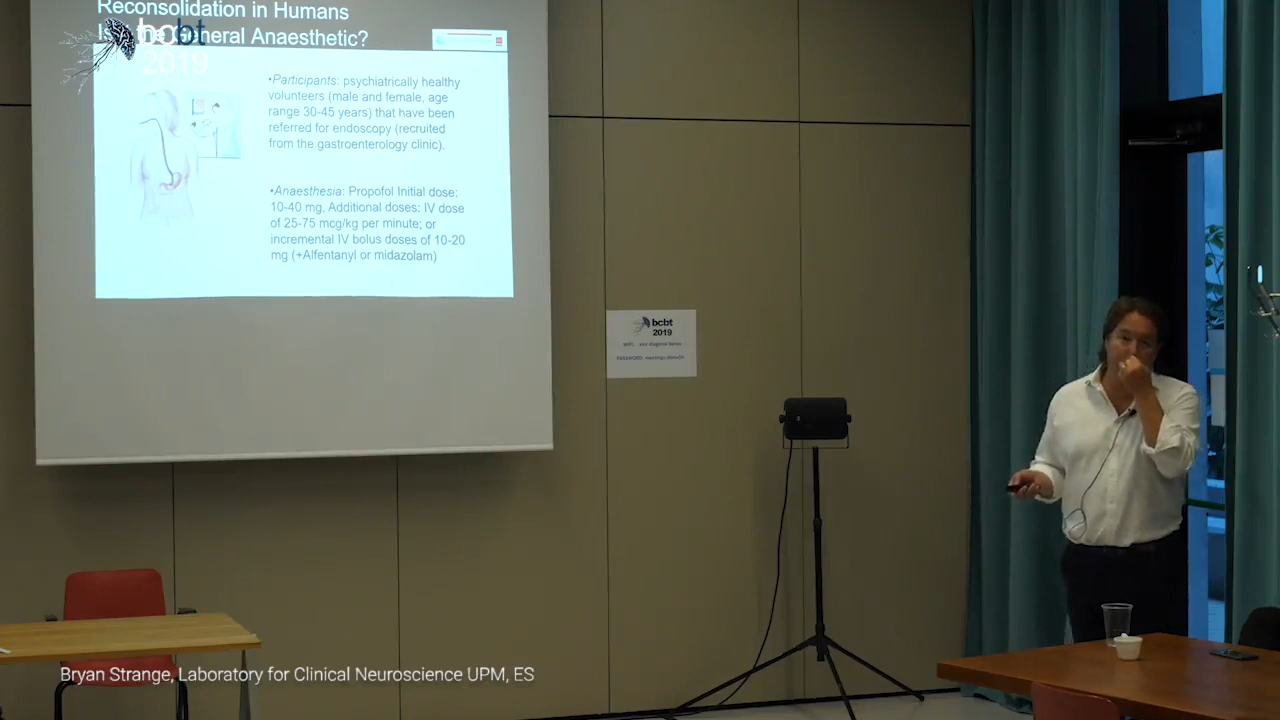 Reconsolidation in Humans
Is General Anaesthetic?
bcbt
2019
•Participants: psychiatrically healthy
volunteers (male and female, age
range 30-45 years) that have been
referred for endoscopy (recruited
from the gastroenterology clinic).
•Anaesthesia: Propofol Initial dose:
10-40 mg, Additional doses: IV dose
of 25-75 mcg/kg per minute; or
incremental IV bolus doses of 10-20
mg (+Alfentanyl or midazolam)
bcbt
2019
WIFI:
PASSWORD:
Bryan Strange, Laboratory for Clinical Neuroscience UPM, ES